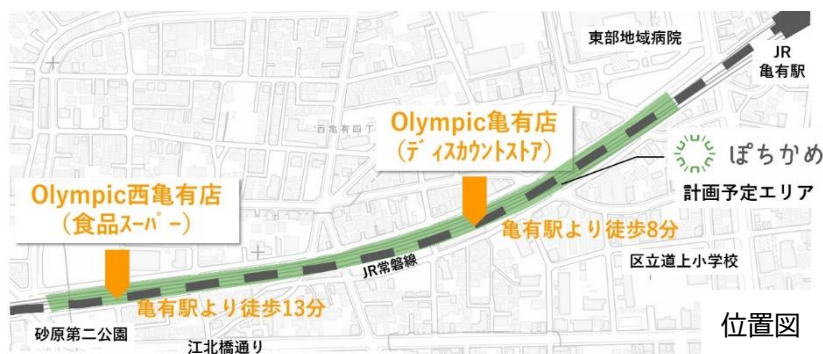 東部地域病院
JR
亀有駅
西亀有四丁
Olympic亀有店
(ディスカウントストア)
ぽちかめ
計画予定エリア
Olympic西亀有店
(食品スーパー)
亀有駅より徒歩8分
JR常磐線
区立道上小学校
亀有駅より徒歩13分
砂原第二公園
江北橋通り
位置図